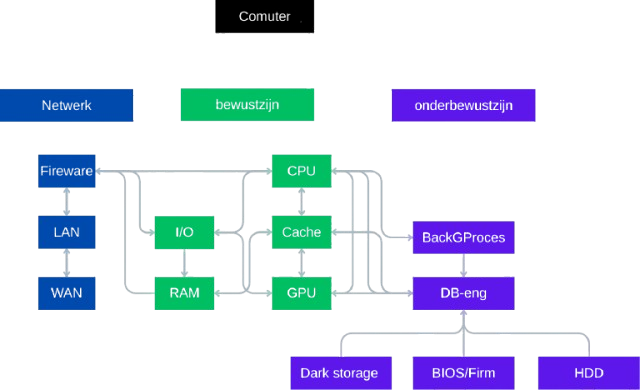 Comuter
Netwerk
bewustzijn
onderbewustzijn
Fireware
CPU
LAN
I/O
Cache
BackGProces
WAN
RAM
GPU
DB-eng
Dark storage
BIOS/Firm
HDD